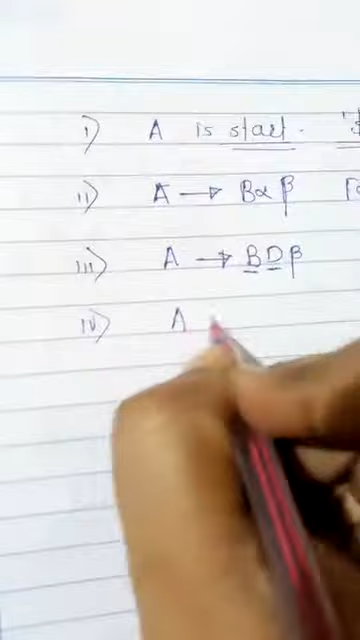 i) A is start. '$
ii) A → Bαβ
iii) A → BDβ
iv) A